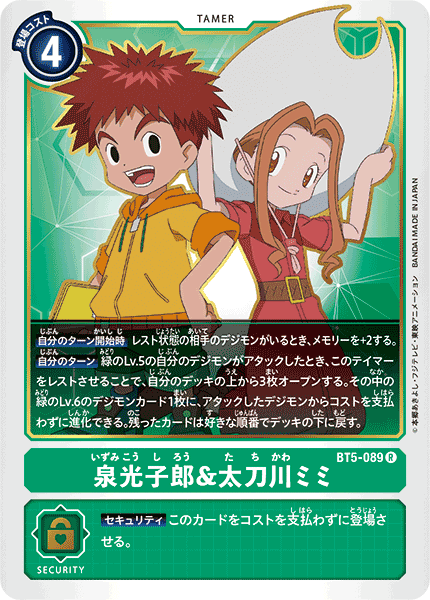 TAMER
登場コスト
4
自分のターン開始時 レスト状態の相手のデジモンがいるとき、メモリーを+2する。
自分のターン 緑のLv.5の自分のデジモンがアタックしたとき、このテイマー
をレストさせることで、自分のデッキの上から3枚オープンする。その中の
緑のLv.6のデジモンカード1枚に、アタックしたデジモンからコストを支払
わずに進化できる。残ったカードは好きな順番でデッキの下に戻す。
©本郷あきよし・フジテレビ・東映アニメーション BANDAI MADE IN JAPAN
BT5-089 R
いずみこうしろう たちかわ
泉光子郎&太刀川ミミ
セキュリティ このカードをコストを支払わずに登場さ
せる。
SECURITY